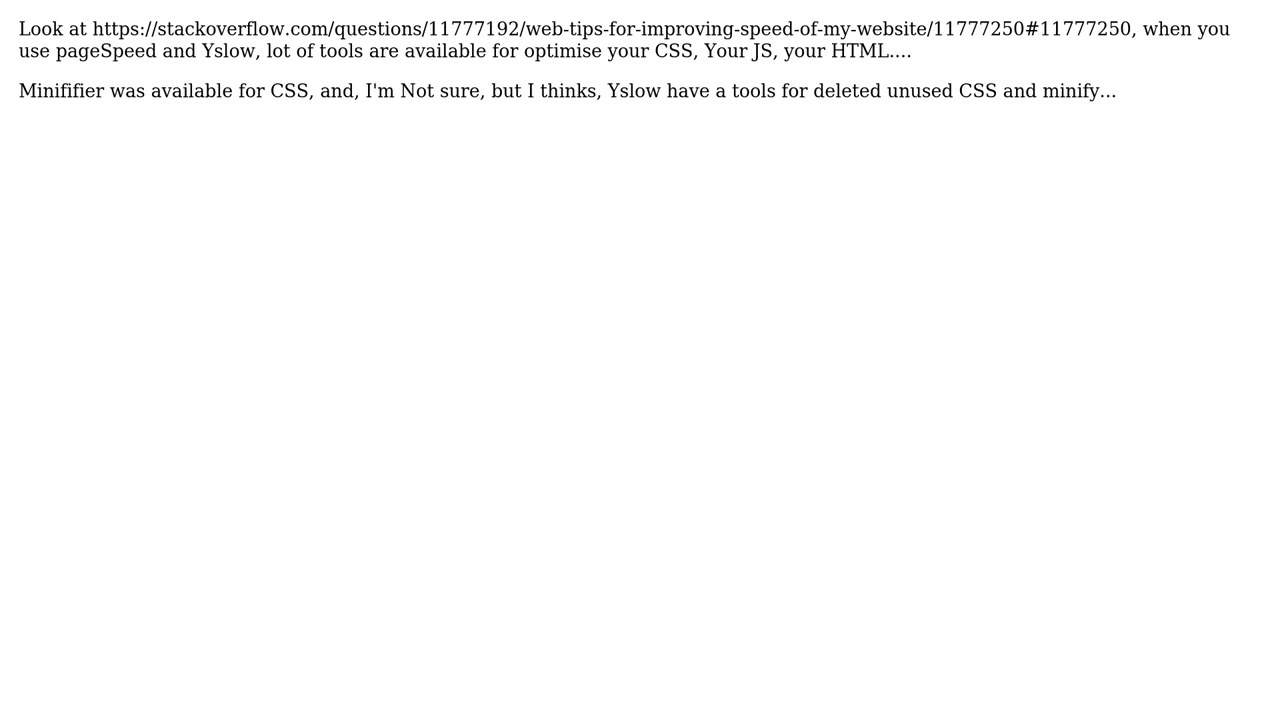 Look at https://stackoverflow.com/questions/11777192/web-tips-for-improving-speed-of-my-website/11777250#11777250, when you
use pageSpeed and Yslow, lot of tools are available for optimise your CSS, Your JS, your HTML....
Minififier was available for CSS, and, I'm Not sure, but I thinks, Yslow have a tools for deleted unused CSS and minify...